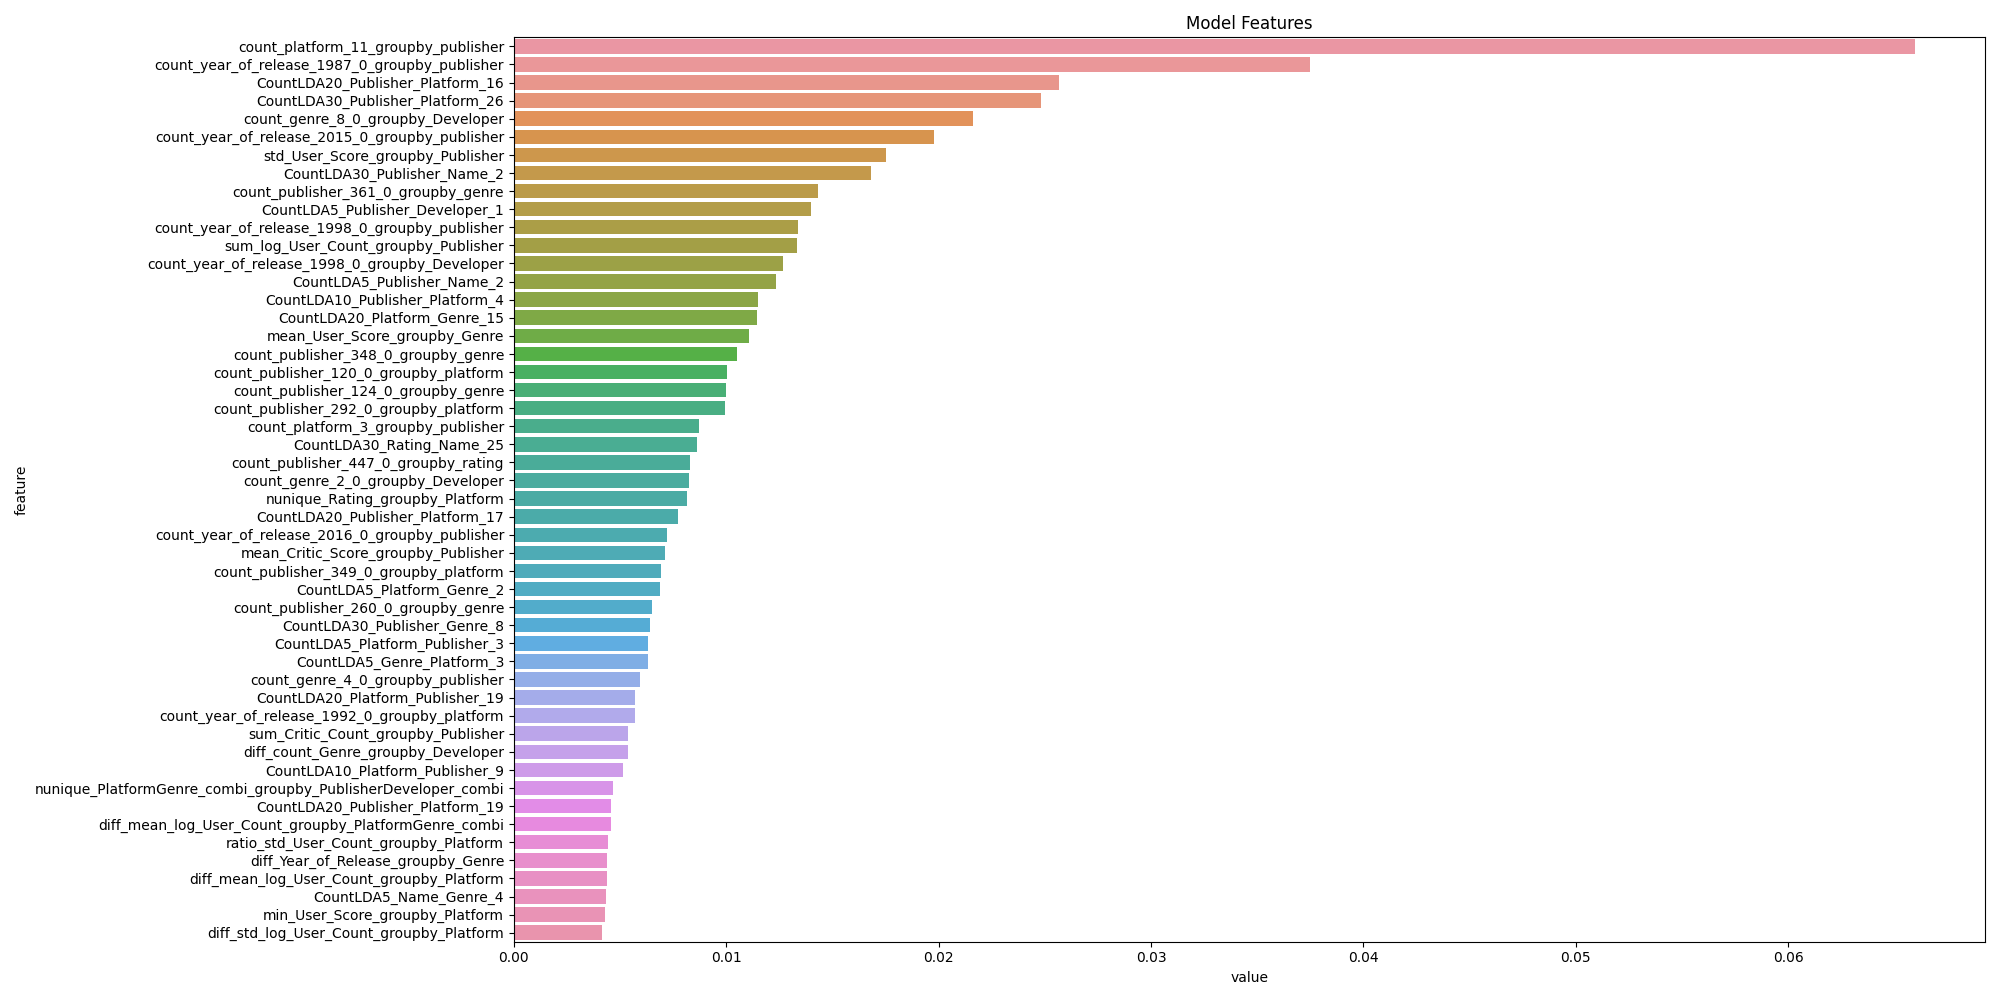 Model Features
count_platform_11_groupby_publisher
count_year_of_release_1987_0_groupby_publisher
CountLDA20_Publisher_Platform_16
CountLDA30_Publisher_Platform_26
count_genre_8_0_groupby_Developer
count_year_of_release_2015_0_groupby_publisher
std_User_Score_groupby_Publisher
CountLDA30_Publisher_Name_2
count_publisher_361_0_groupby_genre
CountLDA5_Publisher_Developer_1
count_year_of_release_1998_0_groupby_publisher
sum_log_User_Count_groupby_Publisher
count_year_of_release_1998_0_groupby_Developer
CountLDA5_Publisher_Name_2
CountLDA10_Publisher_Platform_4
CountLDA20_Platform_Genre_15
mean_User_Score_groupby_Genre
count_publisher_348_0_groupby_genre
count_publisher_120_0_groupby_platform
count_publisher_124_0_groupby_genre
count_publisher_292_0_groupby_platform
count_platform_3_groupby_publisher
CountLDA30_Rating_Name_25
count_publisher_447_0_groupby_rating
count_genre_2_0_groupby_Developer
nunique_Rating_groupby_Platform
CountLDA20_Publisher_Platform_17
count_year_of_release_2016_0_groupby_publisher
mean_Critic_Score_groupby_Publisher
count_publisher_349_0_groupby_platform
CountLDA5_Platform_Genre_2
count_publisher_260_0_groupby_genre
CountLDA30_Publisher_Genre_8
CountLDA5_Platform_Publisher_3
CountLDA5_Genre_Platform_3
count_genre_4_0_groupby_publisher
CountLDA20_Platform_Publisher_19
count_year_of_release_1992_0_groupby_platform
sum_Critic_Count_groupby_Publisher
diff_count_Genre_groupby_Developer
CountLDA10_Platform_Publisher_9
nunique_PlatformGenre_combi_groupby_PublisherDeveloper_combi
CountLDA20_Publisher_Platform_19
diff_mean_log_User_Count_groupby_PlatformGenre_combi
ratio_std_User_Count_groupby_Platform
diff_Year_of_Release_groupby_Genre
diff_mean_log_User_Count_groupby_Platform
CountLDA5_Name_Genre_4
min_User_Score_groupby_Platform
diff_std_log_User_Count_groupby_Platform
feature
0.00 0.01 0.02 0.03 0.04 0.05 0.06
value